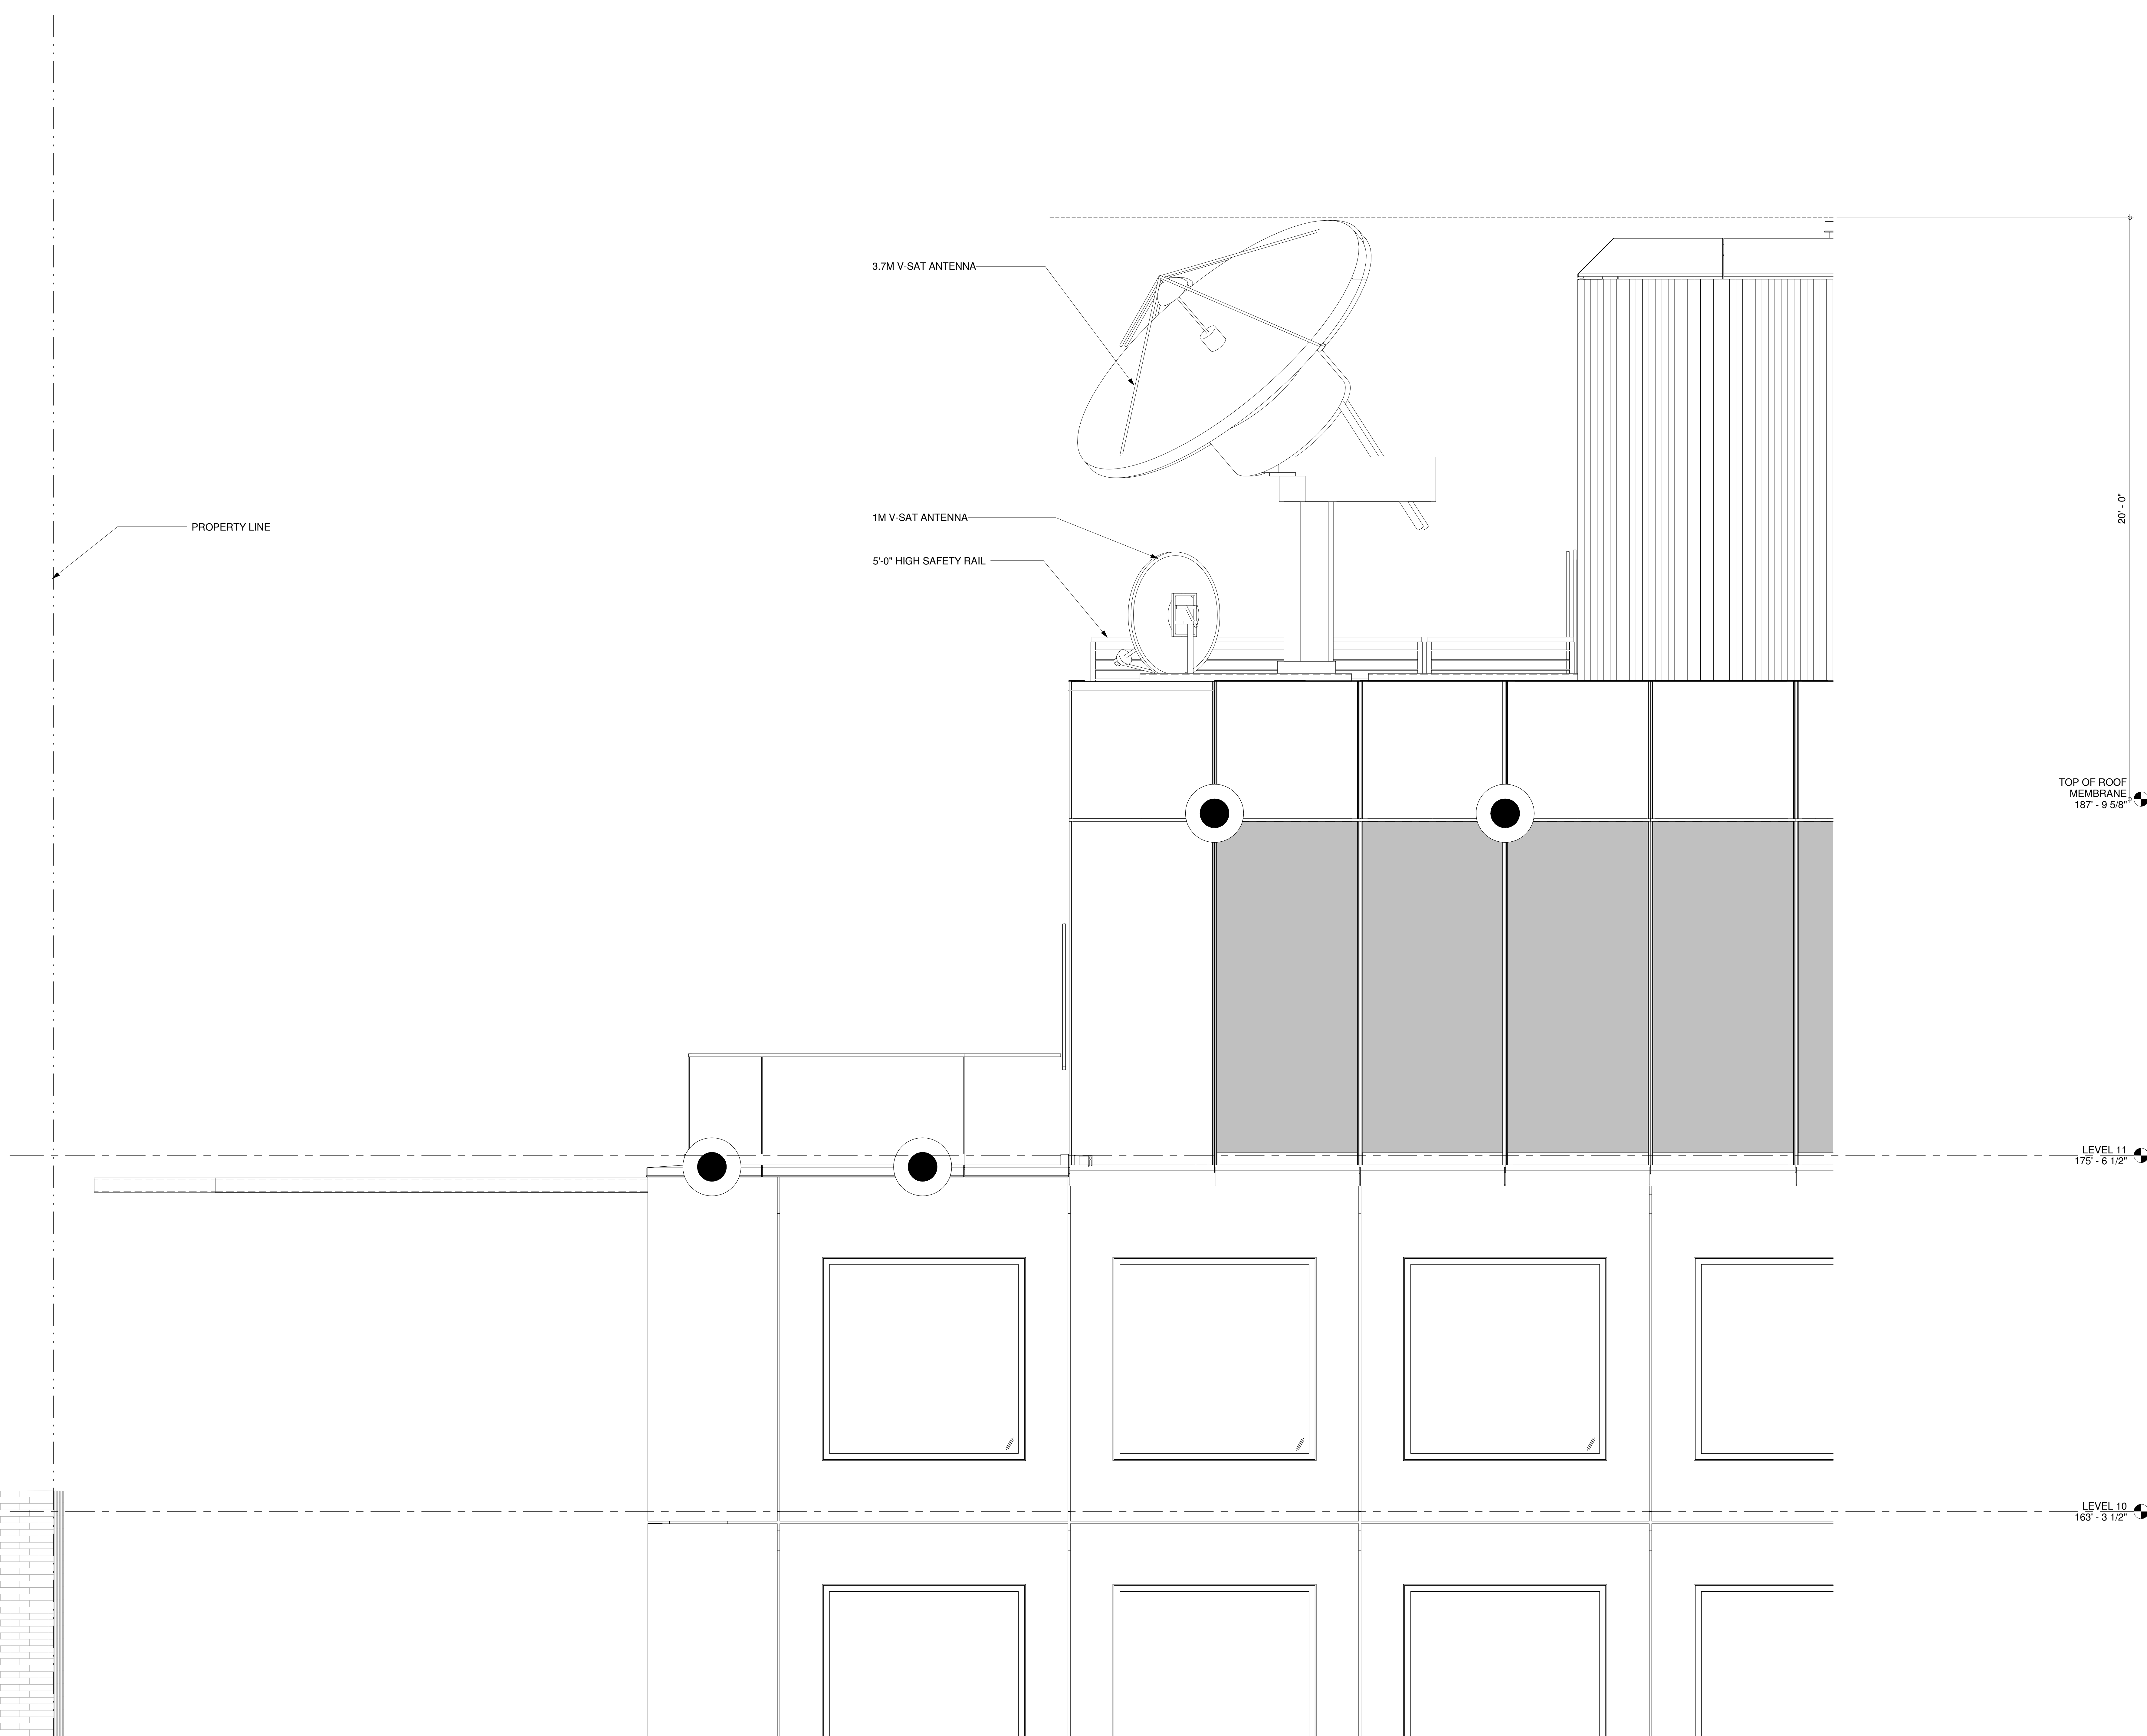 3.7M V-SAT ANTENNA
1M V-SAT ANTENNA
PROPERTY LINE
5'-0" HIGH SAFETY RAIL
20' - 0"
TOP OF ROOF
MEMBRANE
187' - 9 5/8"
LEVEL 11
175' - 6 1/2"
LEVEL 10
163' - 3 1/2"